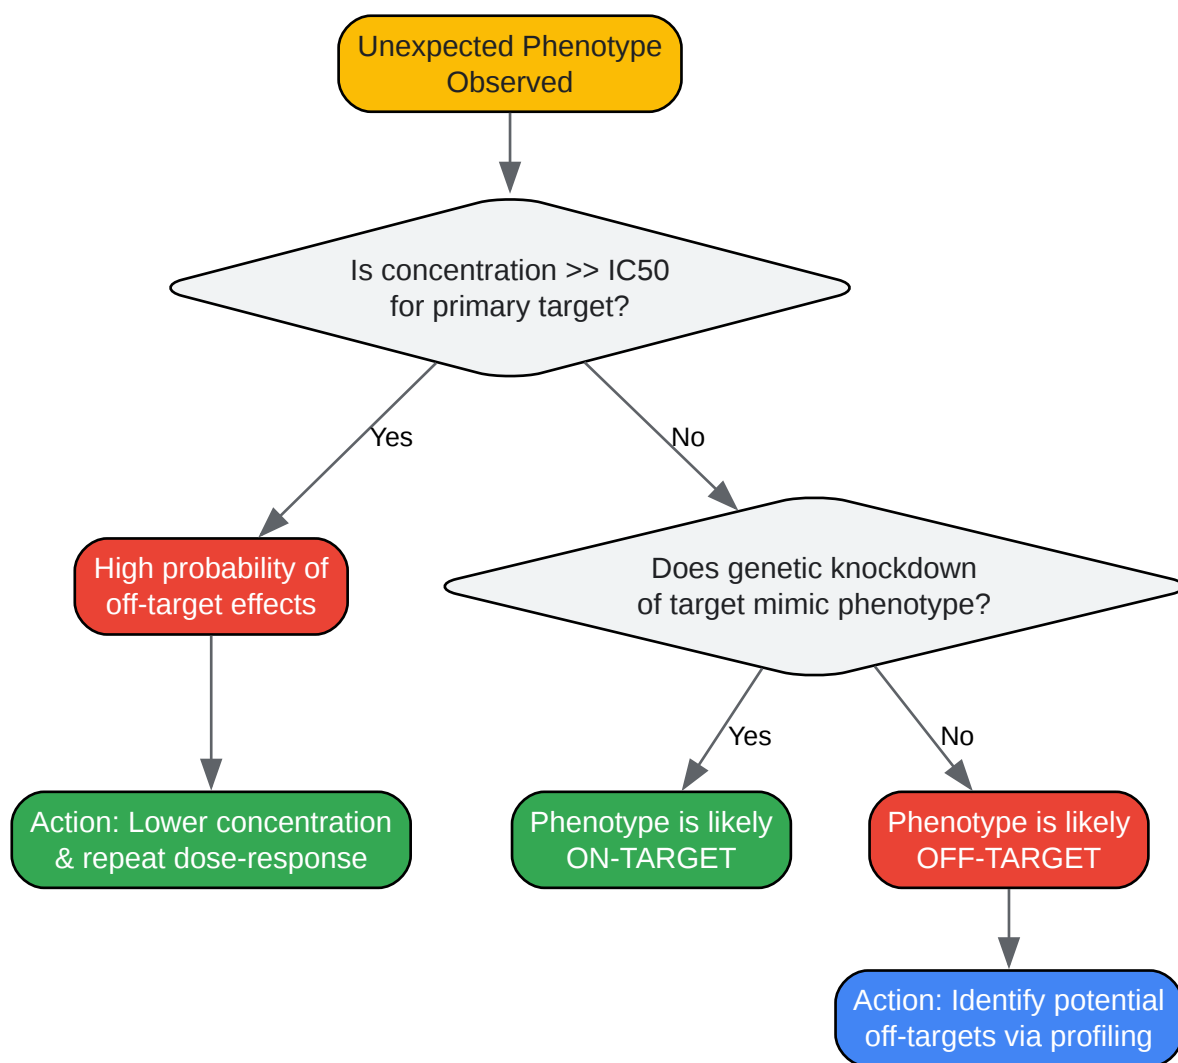 Unexpected Phenotype
Observed
Is concentration >> IC50
for primary target?
Yes
No
High probability of
off-target effects
Does genetic knockdown
of target mimic phenotype?
Yes
No
Action: Lower concentration
& repeat dose-response
Phenotype is likely
ON-TARGET
Phenotype is likely
OFF-TARGET
Action: Identify potential
off-targets via profiling